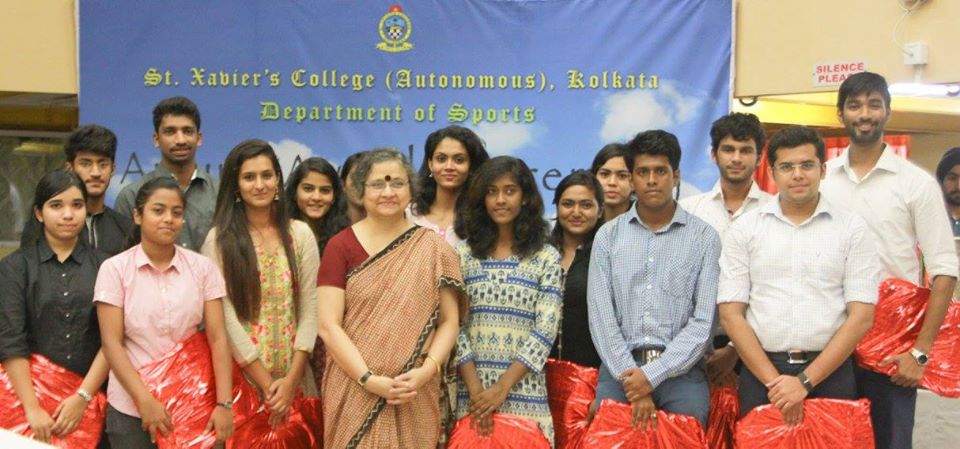 St. Xavier's College (Autonomous), Kolkata
Department of Sports
SILENCE
PLEASE